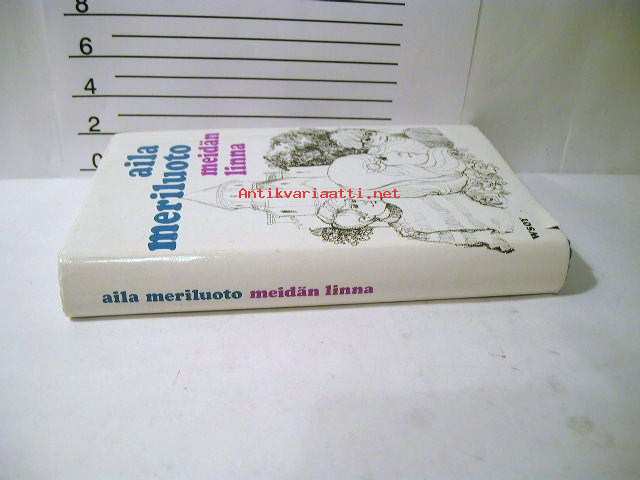 8
6
4
2
0
aila
meriluoto
meidän
linna
Antikvariaatti.net
WSOY
aila meriluoto meidän linna